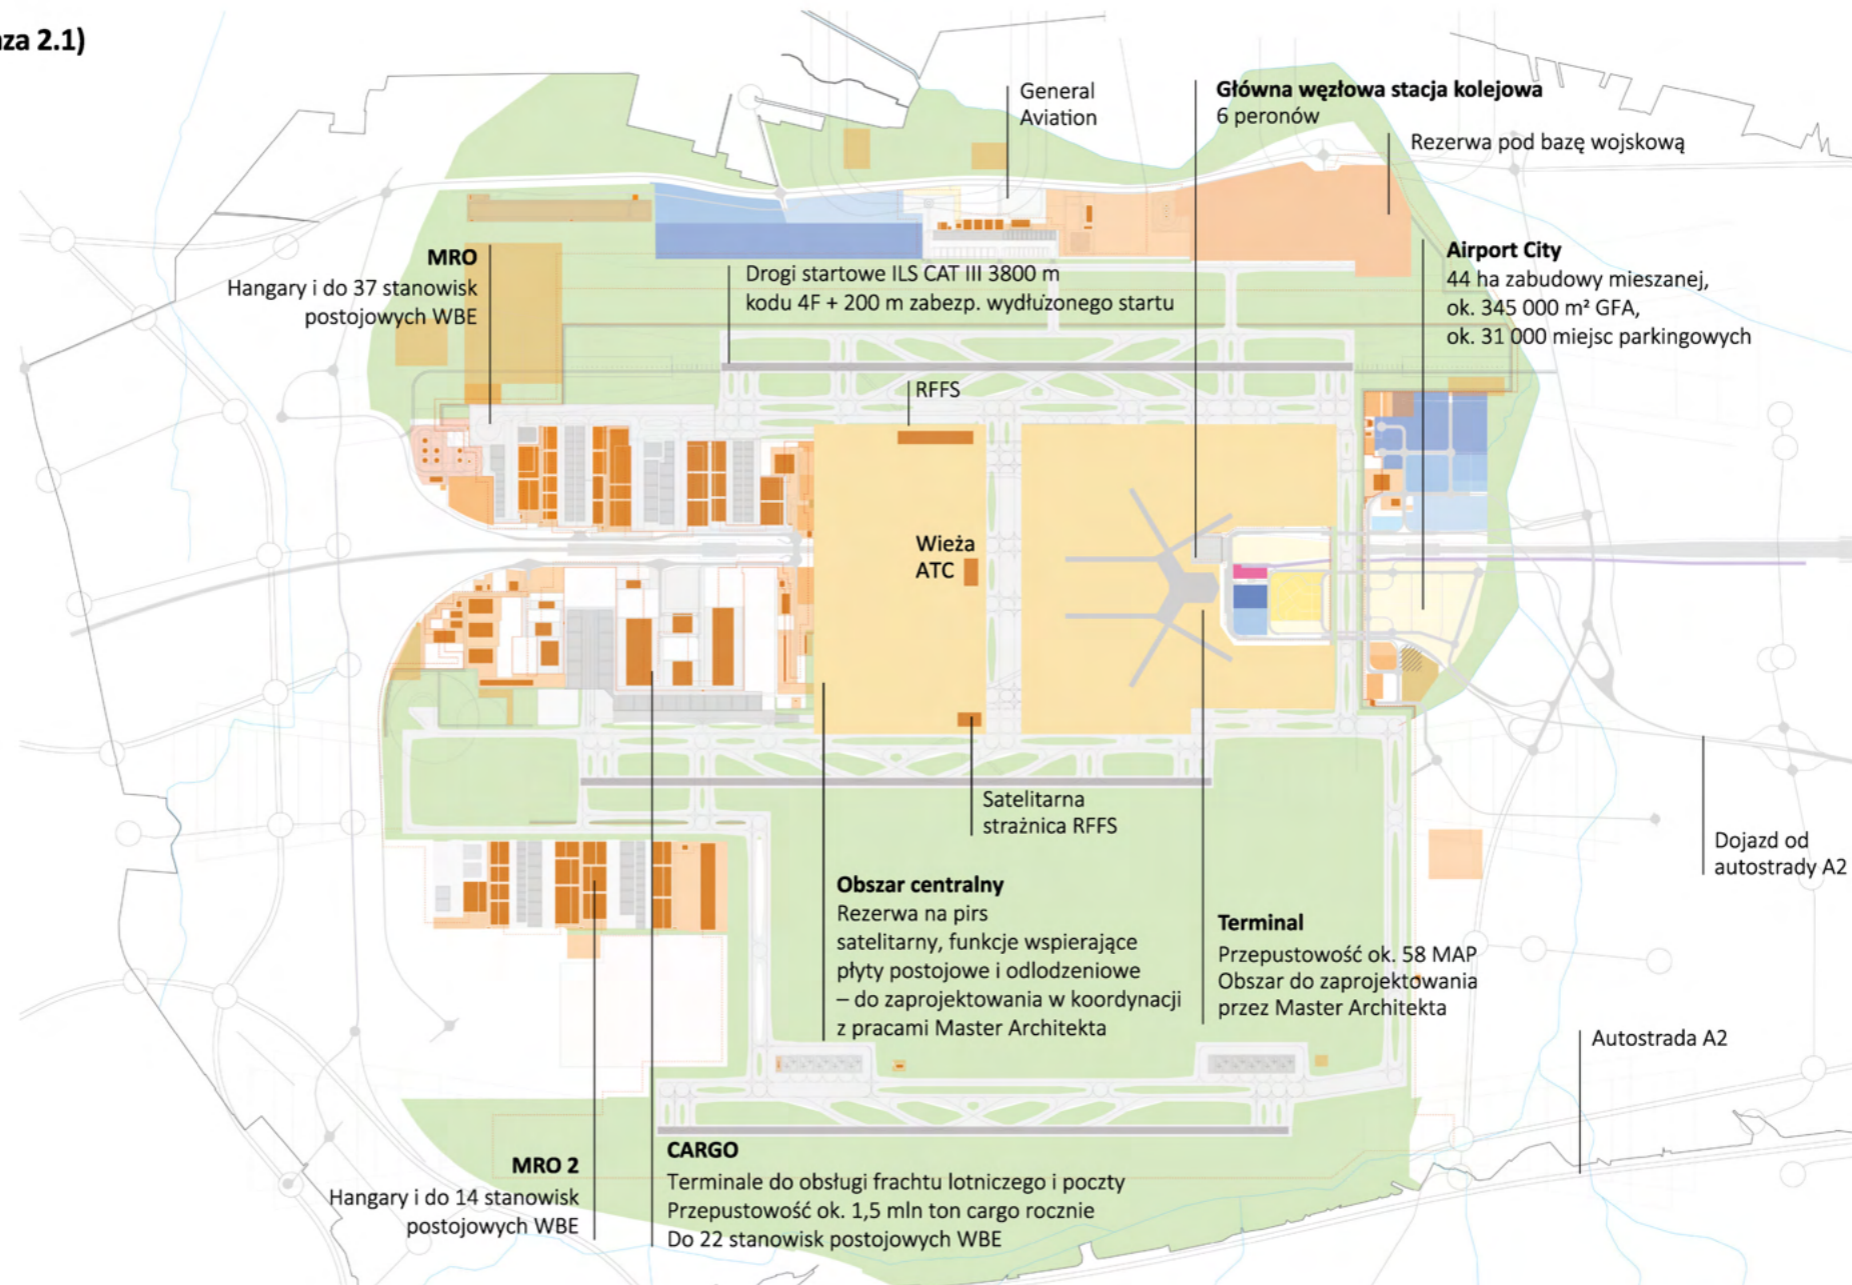 za 2.1)
General
Aviation
Główna węzłowa stacja kolejowa
6 peronów
Rezerwa pod bazę wojskową
MRO
Hangary i do 37 stanowisk
postojowych WBE
Drogi startowe ILS CAT III 3800 m
kodu 4F + 200 m zabezp. wydłużonego startu
Airport City
44 ha zabudowy mieszanej,
ok. 345 000 m² GFA,
ok. 31 000 miejsc parkingowych
RFFS
Wieża
ATC
Satelitarna
strażnica RFFS
Dojazd od
autostrady A2
Obszar centralny
Rezerwa na pirs
satelitarny, funkcje wspierające
płyty postojowe i odlodzeniowe
– do zaprojektowania w koordynacji
z pracami Master Architekta
Terminal
Przepustowość ok. 58 MAP
Obszar do zaprojektowania
przez Master Architekta
Autostrada A2
MRO 2
Hangary i do 14 stanowisk
postojowych WBE
CARGO
Terminale do obsługi frachtu lotniczego i poczty
Przepustowość ok. 1,5 mln ton cargo rocznie
Do 22 stanowisk postojowych WBE